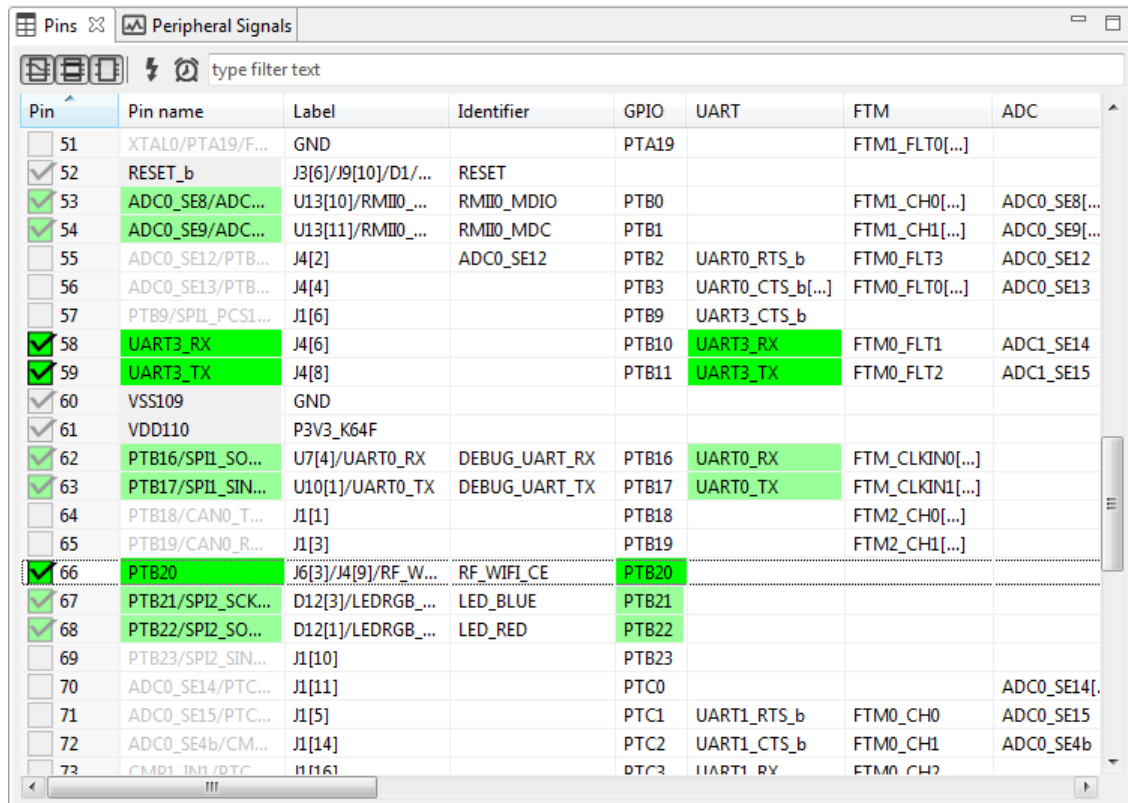 Pins Peripheral Signals
type filter text
Pin Pin name Label Identifier GPIO UART FTM ADC
51 XTAL0/PTA19/F... GND PTA19 FTM1_FLT0[...]
52 RESET_b J3[6]/J9[10]/D1/... RESET
53 ADC0_SE8/ADC... U13[10]/RMII0_... RMII0_MDIO PTB0 FTM1_CH0[...] ADC0_SE8[...
54 ADC0_SE9/ADC... U13[11]/RMII0_... RMII0_MDC PTB1 FTM1_CH1[...] ADC0_SE9[...
55 ADC0_SE12/PTB... J4[2] ADC0_SE12 PTB2 UART0_RTS_b FTM0_FLT3 ADC0_SE12
56 ADC0_SE13/PTB... J4[4] PTB3 UART0_CTS_b[...] FTM0_FLT0[...] ADC0_SE13
57 PTB9/SPI1_PCS1... J1[6] PTB9 UART3_CTS_b
58 UART3_RX J4[6] PTB10 UART3_RX FTM0_FLT1 ADC1_SE14
59 UART3_TX J4[8] PTB11 UART3_TX FTM0_FLT2 ADC1_SE15
60 VSS109 GND
61 VDD110 P3V3_K64F
62 PTB16/SPI1_SO... U7[4]/UART0_RX DEBUG_UART_RX PTB16 UART0_RX FTM_CLKIN0[...]
63 PTB17/SPI1_SIN... U10[1]/UART0_TX DEBUG_UART_TX PTB17 UART0_TX FTM_CLKIN1[...]
64 PTB18/CAN0_T... J1[1] PTB18 FTM2_CH0[...]
65 PTB19/CAN0_R... J1[3] PTB19 FTM2_CH1[...]
66 PTB20 J6[3]/J4[9]/RF_W... RF_WIFI_CE PTB20
67 PTB21/SPI2_SCK... D12[3]/LEDRGB_... LED_BLUE PTB21
68 PTB22/SPI2_SO... D12[1]/LEDRGB_... LED_RED PTB22
69 PTB23/SPI2_SIN... J1[10] PTB23
70 ADC0_SE14/PTC... J1[11] PTC0 ADC0_SE14[.
71 ADC0_SE15/PTC... J1[5] PTC1 UART1_RTS_b FTM0_CH0 ADC0_SE15
72 ADC0_SE4b/CM... J1[14] PTC2 UART1_CTS_b FTM0_CH1 ADC0_SE4b
73 CMP1_IN1/PTC... J1[16] PTC3 UART1_RX FTM0_CH2